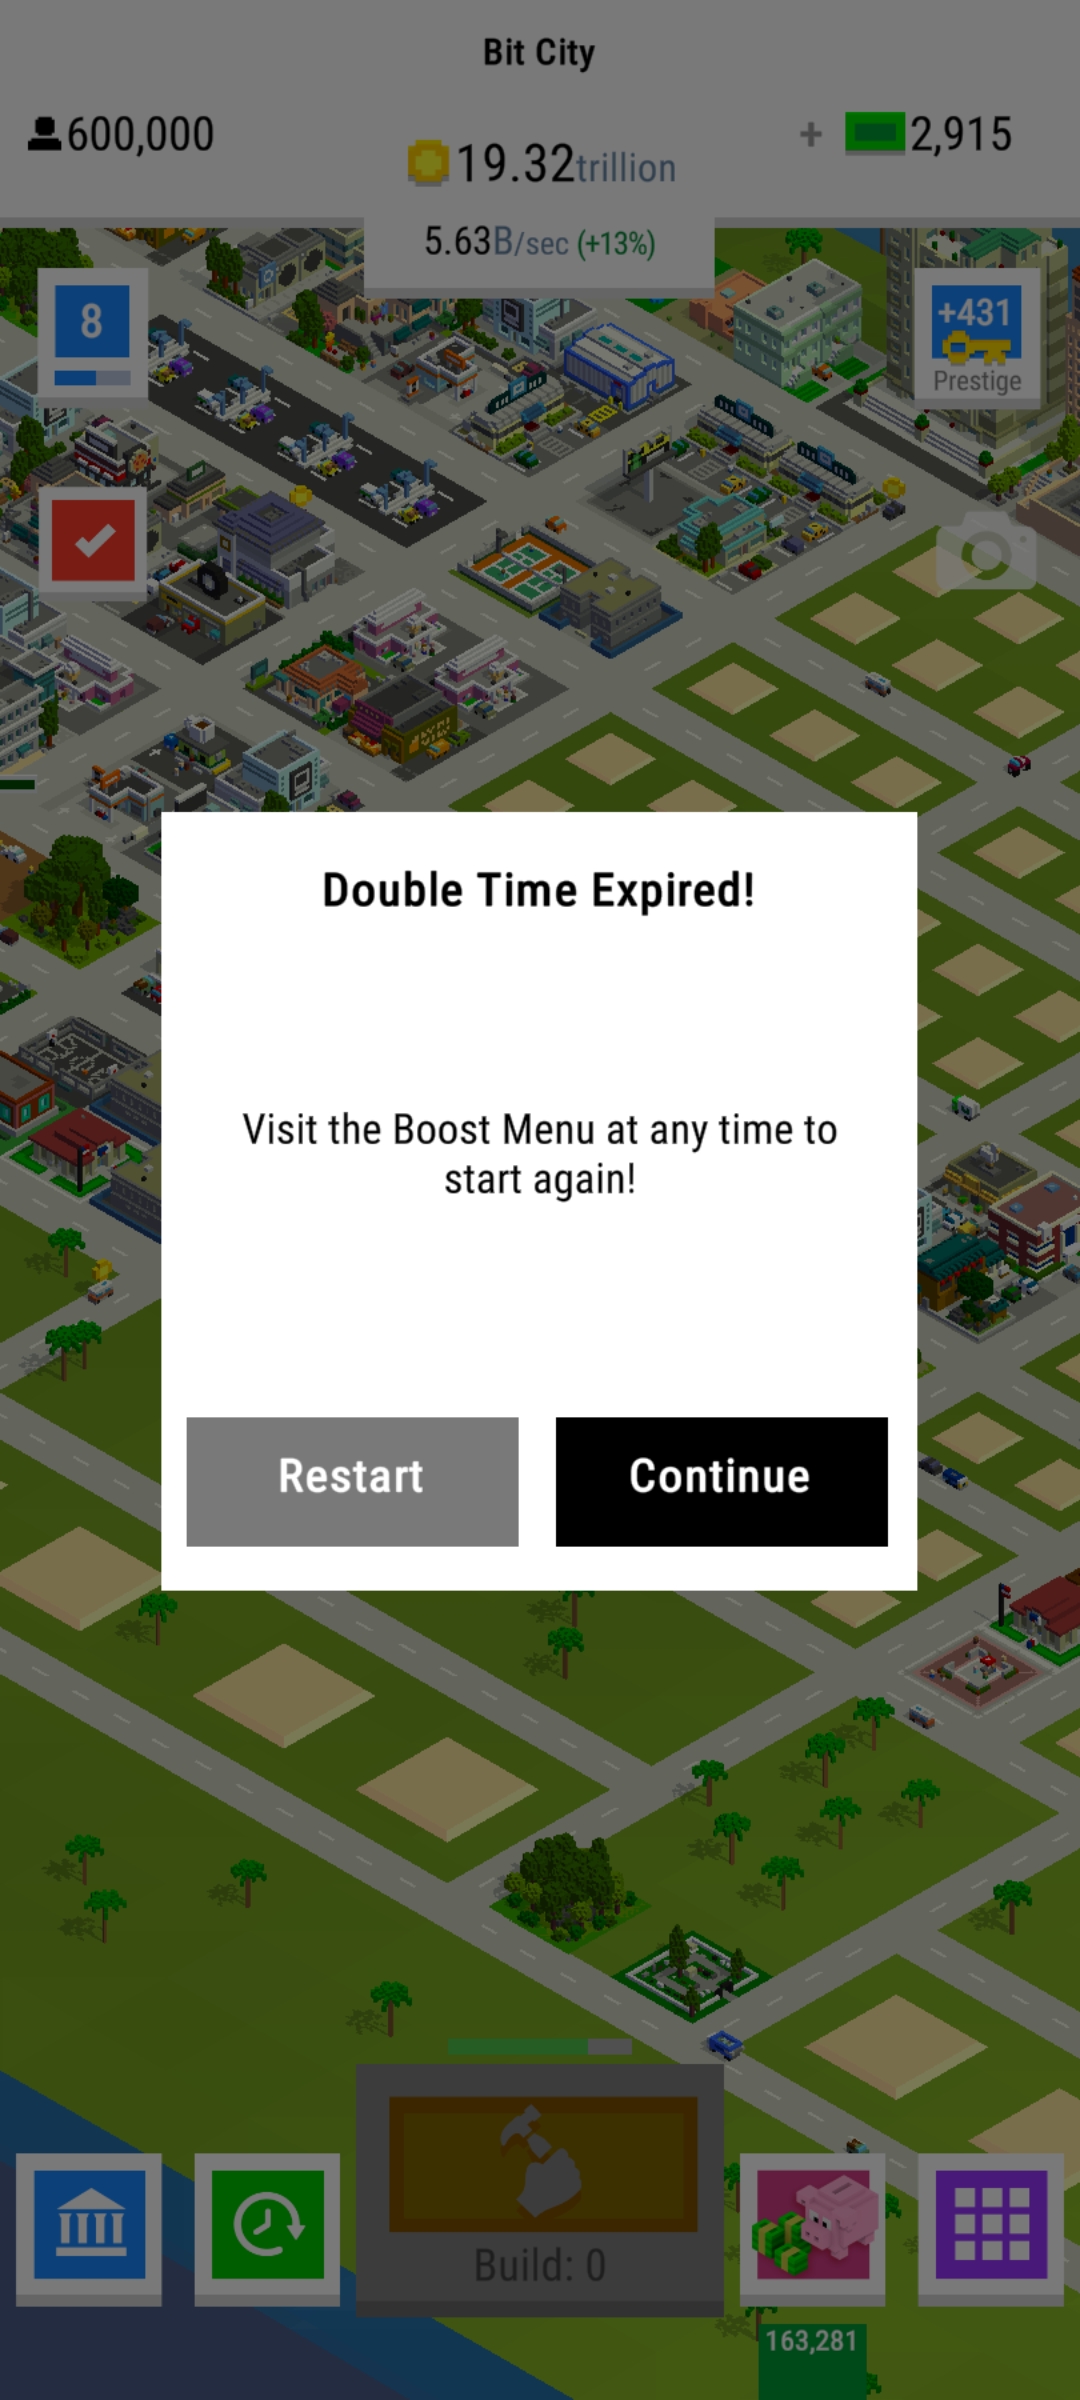 Bit City
600,000
19.32trillion
+ 2,915
5.63B/sec (+13%)
8
+431
Prestige
Double Time Expired!
Visit the Boost Menu at any time to
start again!
Restart
Continue
Build: 0
163,281